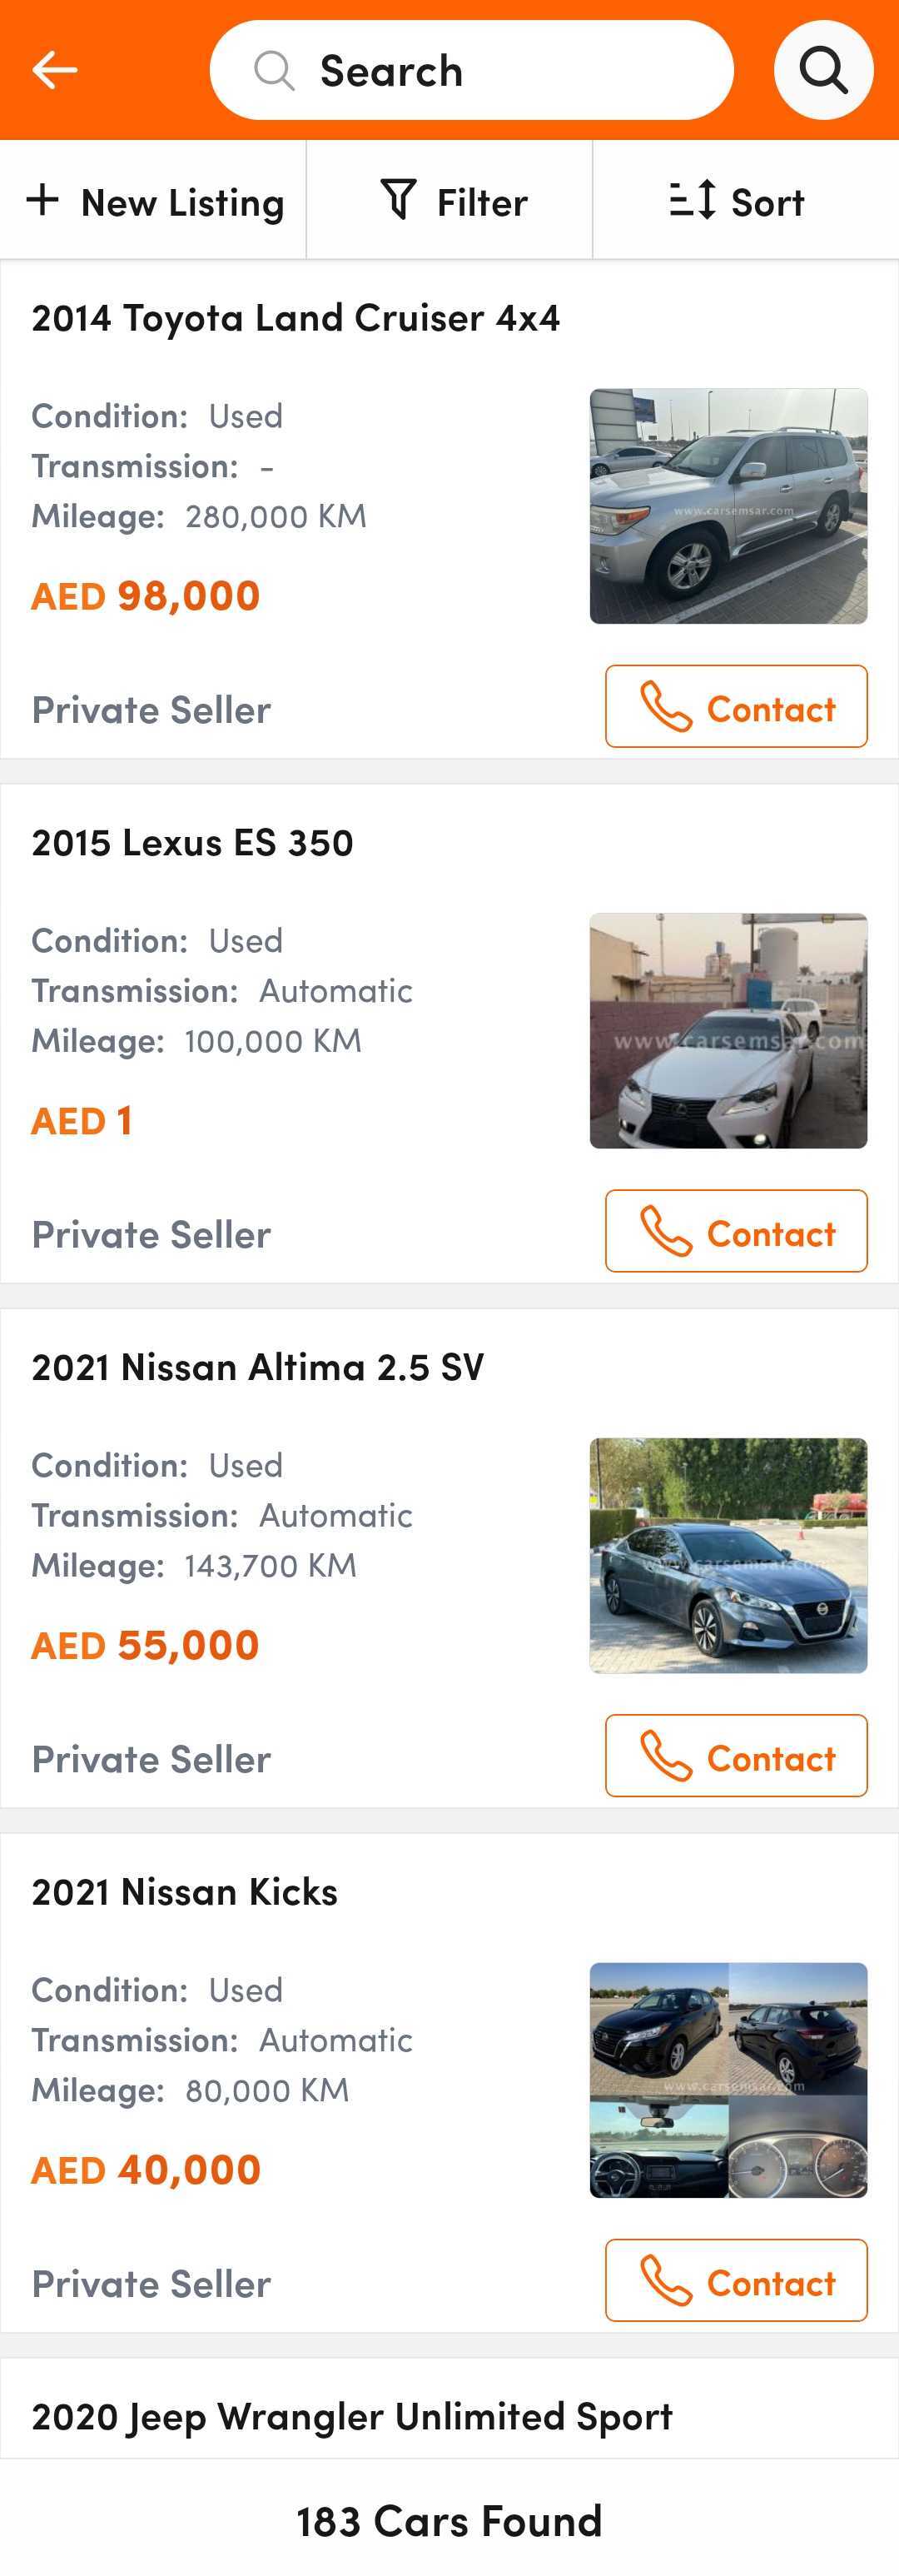 Search
New Listing
Filter
Sort
2014 Toyota Land Cruiser 4x4
Condition: Used
Transmission: -
Mileage: 280,000 KM
www.carsemsar.com
AED 98,000
Private Seller
Contact
2015 Lexus ES 350
Condition: Used
Transmission: Automatic
Mileage: 100,000 KM
www.carsemsar.com
AED 1
Private Seller
Contact
2021 Nissan Altima 2.5 SV
Condition: Used
Transmission: Automatic
Mileage: 143,700 KM
www.carsemsar.com
AED 55,000
Private Seller
Contact
2021 Nissan Kicks
Condition: Used
Transmission: Automatic
Mileage: 80,000 KM
www.carsemsar.com
AED 40,000
Private Seller
Contact
2020 Jeep Wrangler Unlimited Sport
183 Cars Found